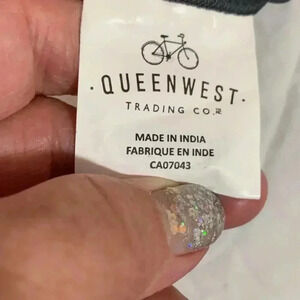 · QUEENWEST ·
TRADING CO.
MADE IN INDIA
FABRIQUE EN INDE
CA07043